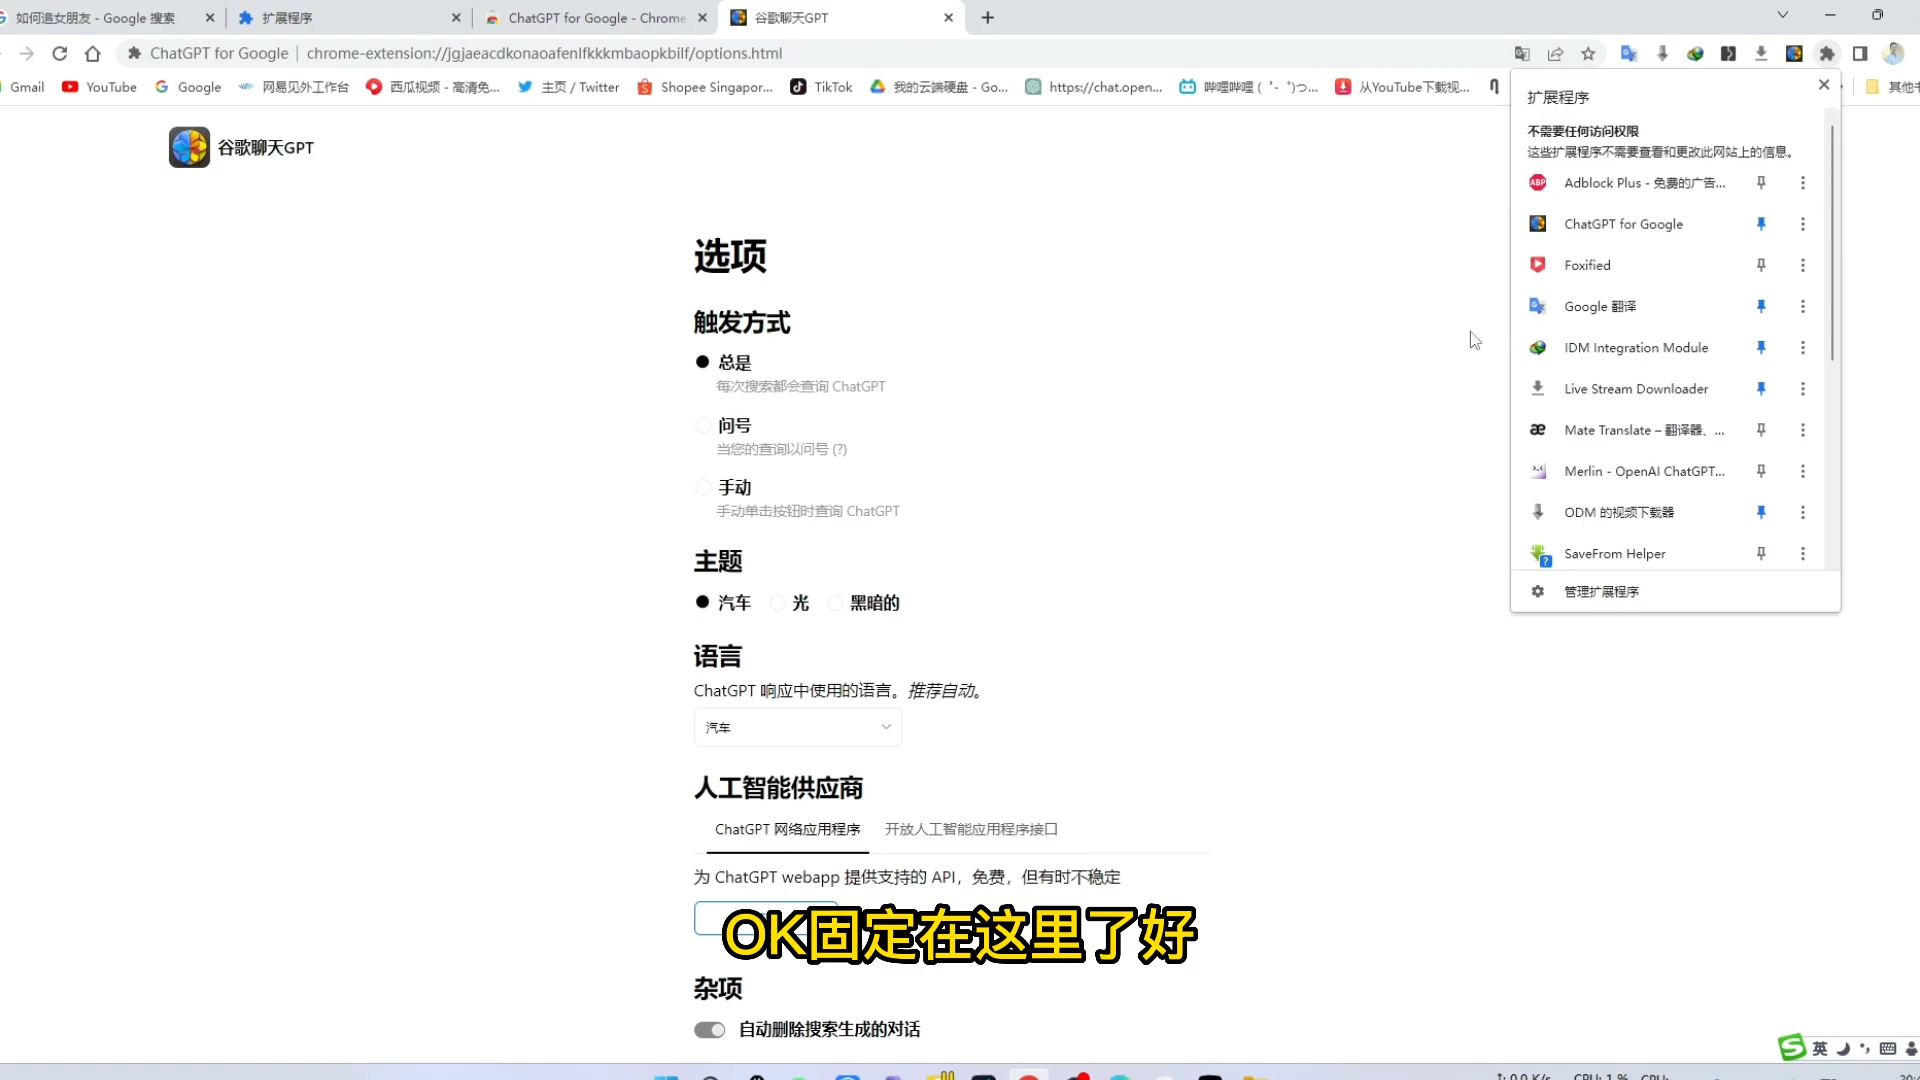 如何追女朋友 - Google 搜索
扩展程序
ChatGPT for Google - Chrome
谷歌聊天GPT
ChatGPT for Google | chrome-extension://jgjaeacdkonaoafenlfkkkmbaopkbilf/options.html
Gmail
YouTube
Google
网易见外工作台
西瓜视频 - 高清免...
主页 / Twitter
Shopee Singapor...
TikTok
我的云端硬盘 - Go...
https://chat.open...
哔哩哔哩 ( ゜- ゜)つ...
从YouTube下载视...
谷歌聊天GPT
选项
触发方式
总是
每次搜索都会查询 ChatGPT
问号
当您的查询以问号 (?)
手动
手动单击按钮时查询 ChatGPT
主题
汽车
光
黑暗的
语言
ChatGPT 响应中使用的语言。推荐自动。
汽车
人工智能供应商
ChatGPT 网络应用程序
开放人工智能应用程序接口
为 ChatGPT webapp 提供支持的 API，免费，但有时不稳定
OK固定在这里了好
杂项
自动删除搜索生成的对话
扩展程序
不需要任何访问权限
这些扩展程序不需要查看和更改此网站上的信息。
ABP
Adblock Plus - 免费的广告...
ChatGPT for Google
Foxified
Google 翻译
IDM Integration Module
Live Stream Downloader
æ
Mate Translate – 翻译器、...
Merlin - OpenAI ChatGPT...
ODM 的视频下载器
SaveFrom Helper
管理扩展程序
英